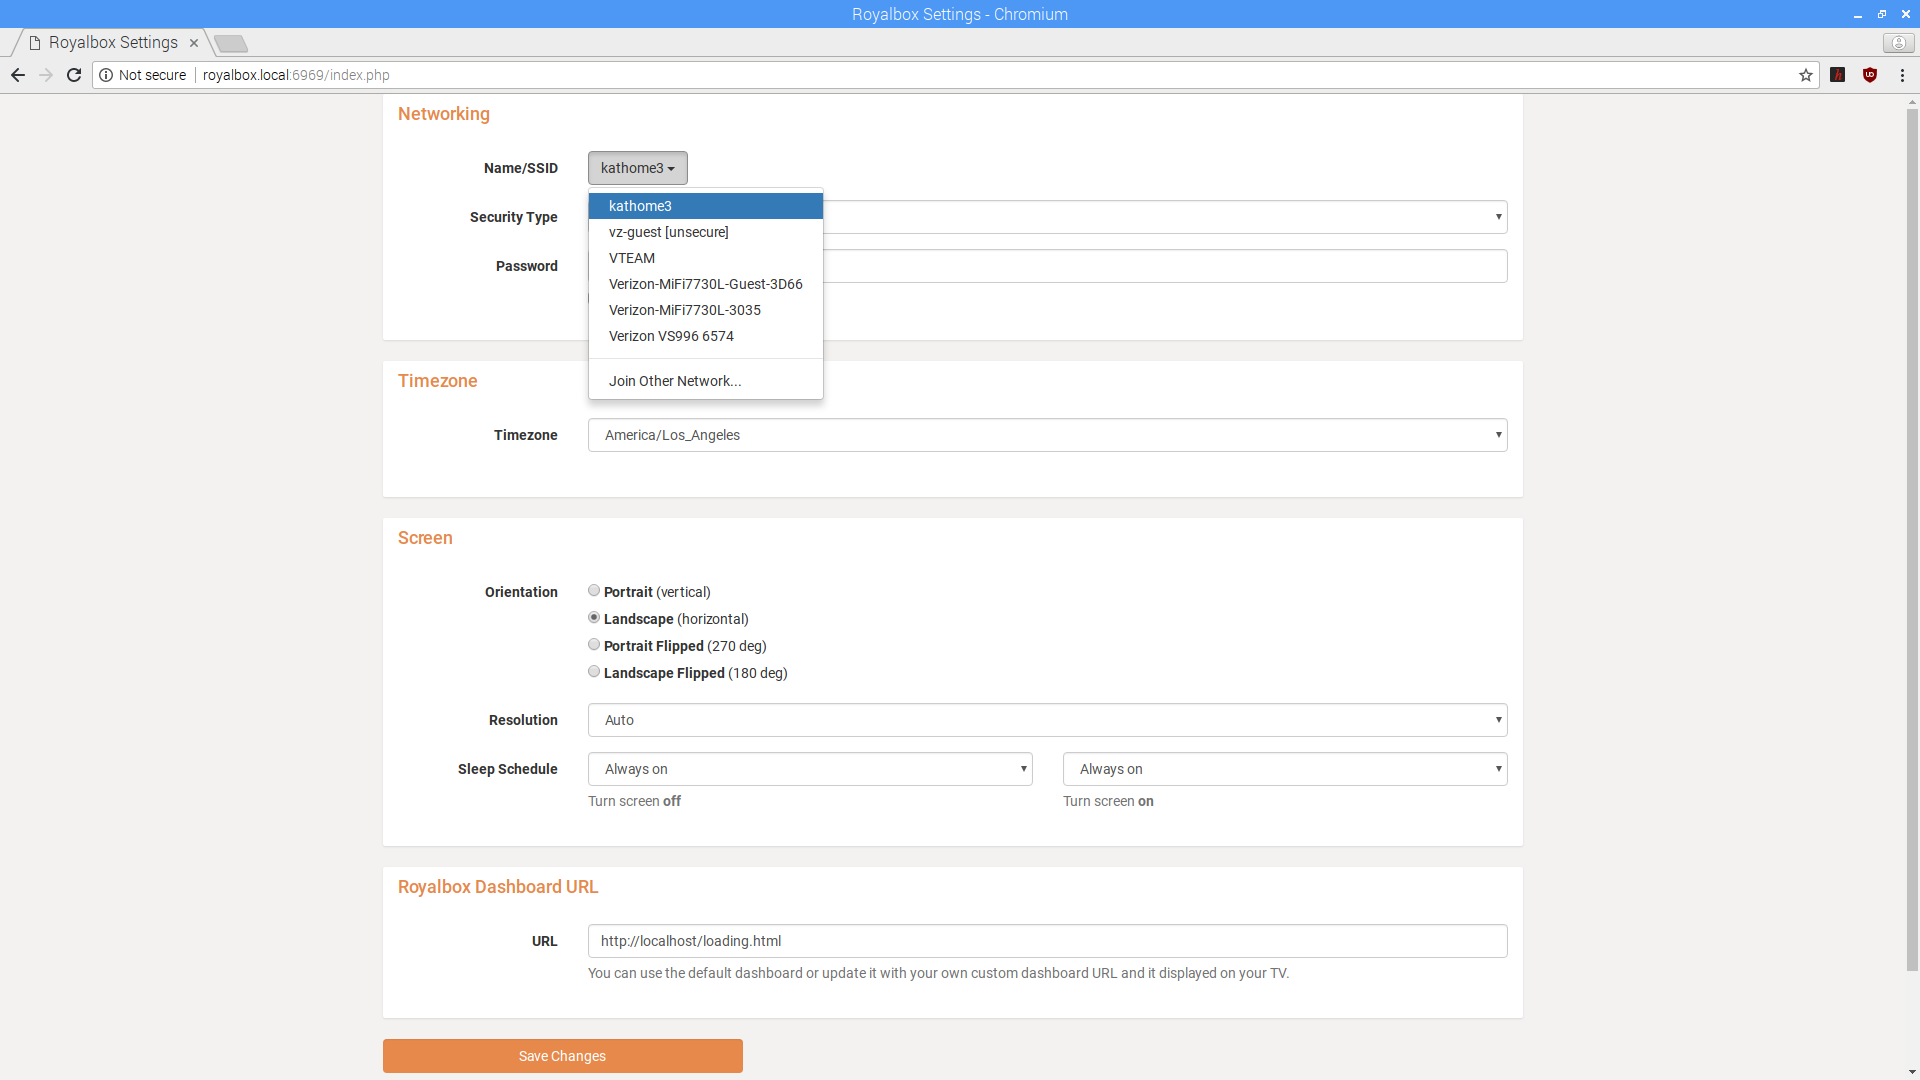 Royalbox Settings - Chromium
Royalbox Settings
Not secure royalbox.local:6969/index.php
Networking
Name/SSID kathome3
kathome3
Security Type
vz-guest [unsecure]
VTEAM
Password
Verizon-MiFi7730L-Guest-3D66
Verizon-MiFi7730L-3035
Verizon VS996 6574
Join Other Network...
Timezone
Timezone America/Los_Angeles
Screen
Orientation Portrait (vertical)
Landscape (horizontal)
Portrait Flipped (270 deg)
Landscape Flipped (180 deg)
Resolution Auto
Sleep Schedule Always on Always on
Turn screen off Turn screen on
Royalbox Dashboard URL
URL http://localhost/loading.html
You can use the default dashboard or update it with your own custom dashboard URL and it displayed on your TV.
Save Changes